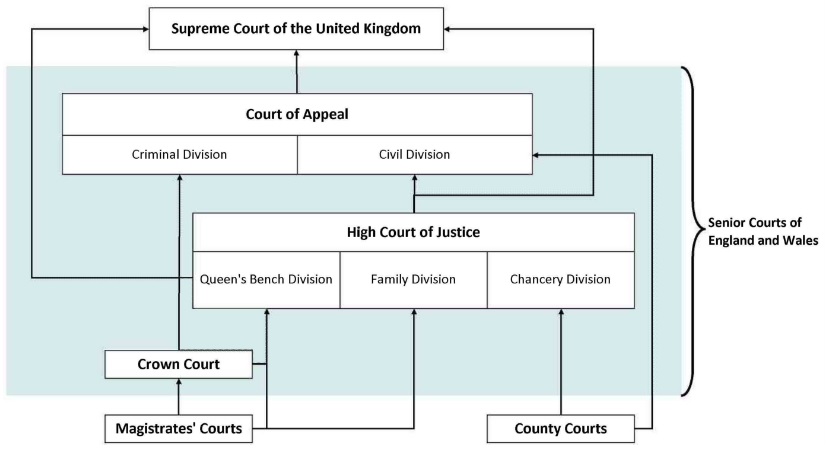 Supreme Court of the United Kingdom
Court of Appeal
Criminal Division
Civil Division
High Court of Justice
Queen's Bench Division
Family Division
Chancery Division
Senior Courts of
England and Wales
Crown Court
Magistrates' Courts
County Courts